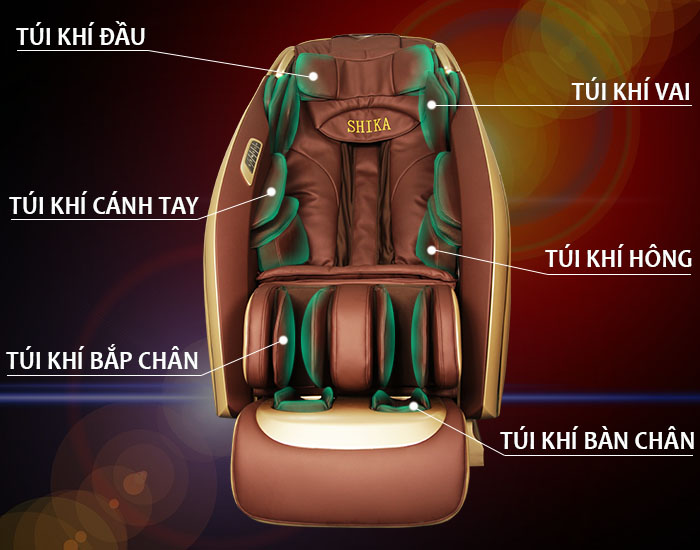 TÚI KHÍ ĐẦU
TÚI KHÍ VAI
SHIKA
TÚI KHÍ CÁNH TAY
TÚI KHÍ HÔNG
TÚI KHÍ BẮP CHÂN
TÚI KHÍ BÀN CHÂN